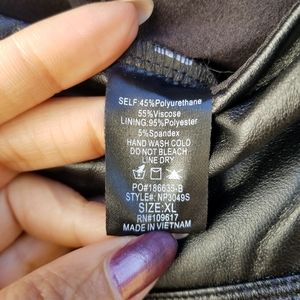 SELF:45%Polyurethane
55%Viscose
LINING:95%Polyester
5%Spandex
HAND WASH COLD
DO NOT BLEACH
LINE DRY
PO#186635-B
STYLE#: NP3049S
SIZE:XL
RN#109617
MADE IN VIETNAM